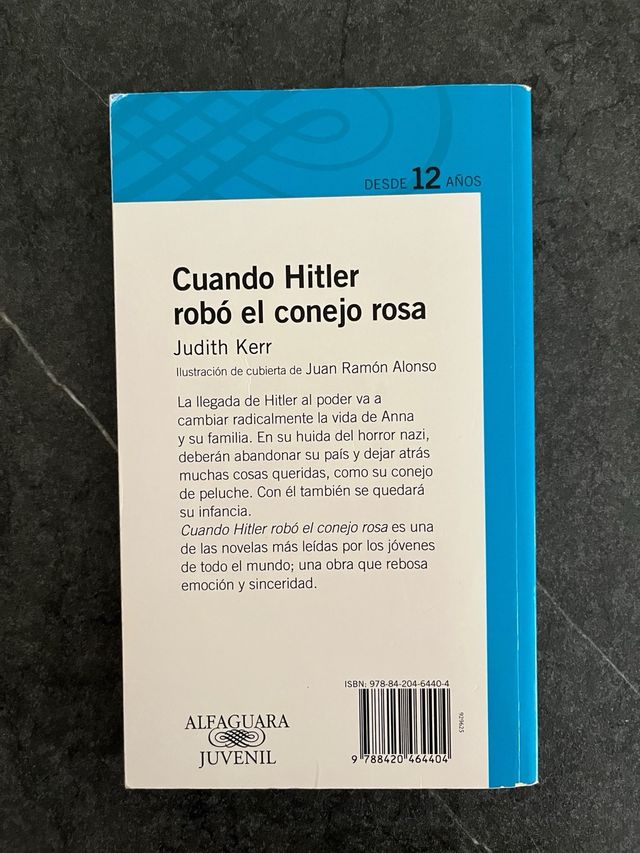 DESDE 12 AÑOS
Cuando Hitler
robó el conejo rosa
Judith Kerr
Ilustración de cubierta de Juan Ramón Alonso
La llegada de Hitler al poder va a
cambiar radicalmente la vida de Anna
y su familia. En su huida del horror nazi,
deberán abandonar su país y dejar atrás
muchas cosas queridas, como su conejo
de peluche. Con él también se quedará
su infancia.
Cuando Hitler robó el conejo rosa es una
de las novelas más leídas por los jóvenes
de todo el mundo; una obra que rebosa
emoción y sinceridad.
ISBN: 978-84-204-6440-4
9 788420 464404
929625
ALFAGUARA
JUVENIL